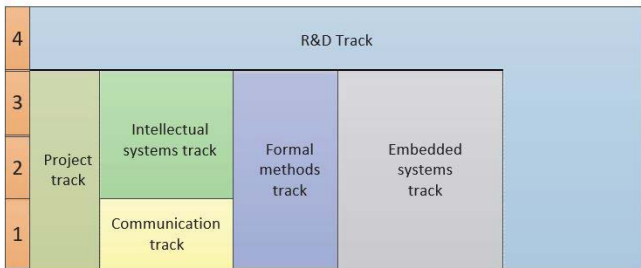 4
R&D Track
3
Intellectual
systems track
2
Project
track
Formal
methods
track
Embedded
systems
track
1
Communication
track